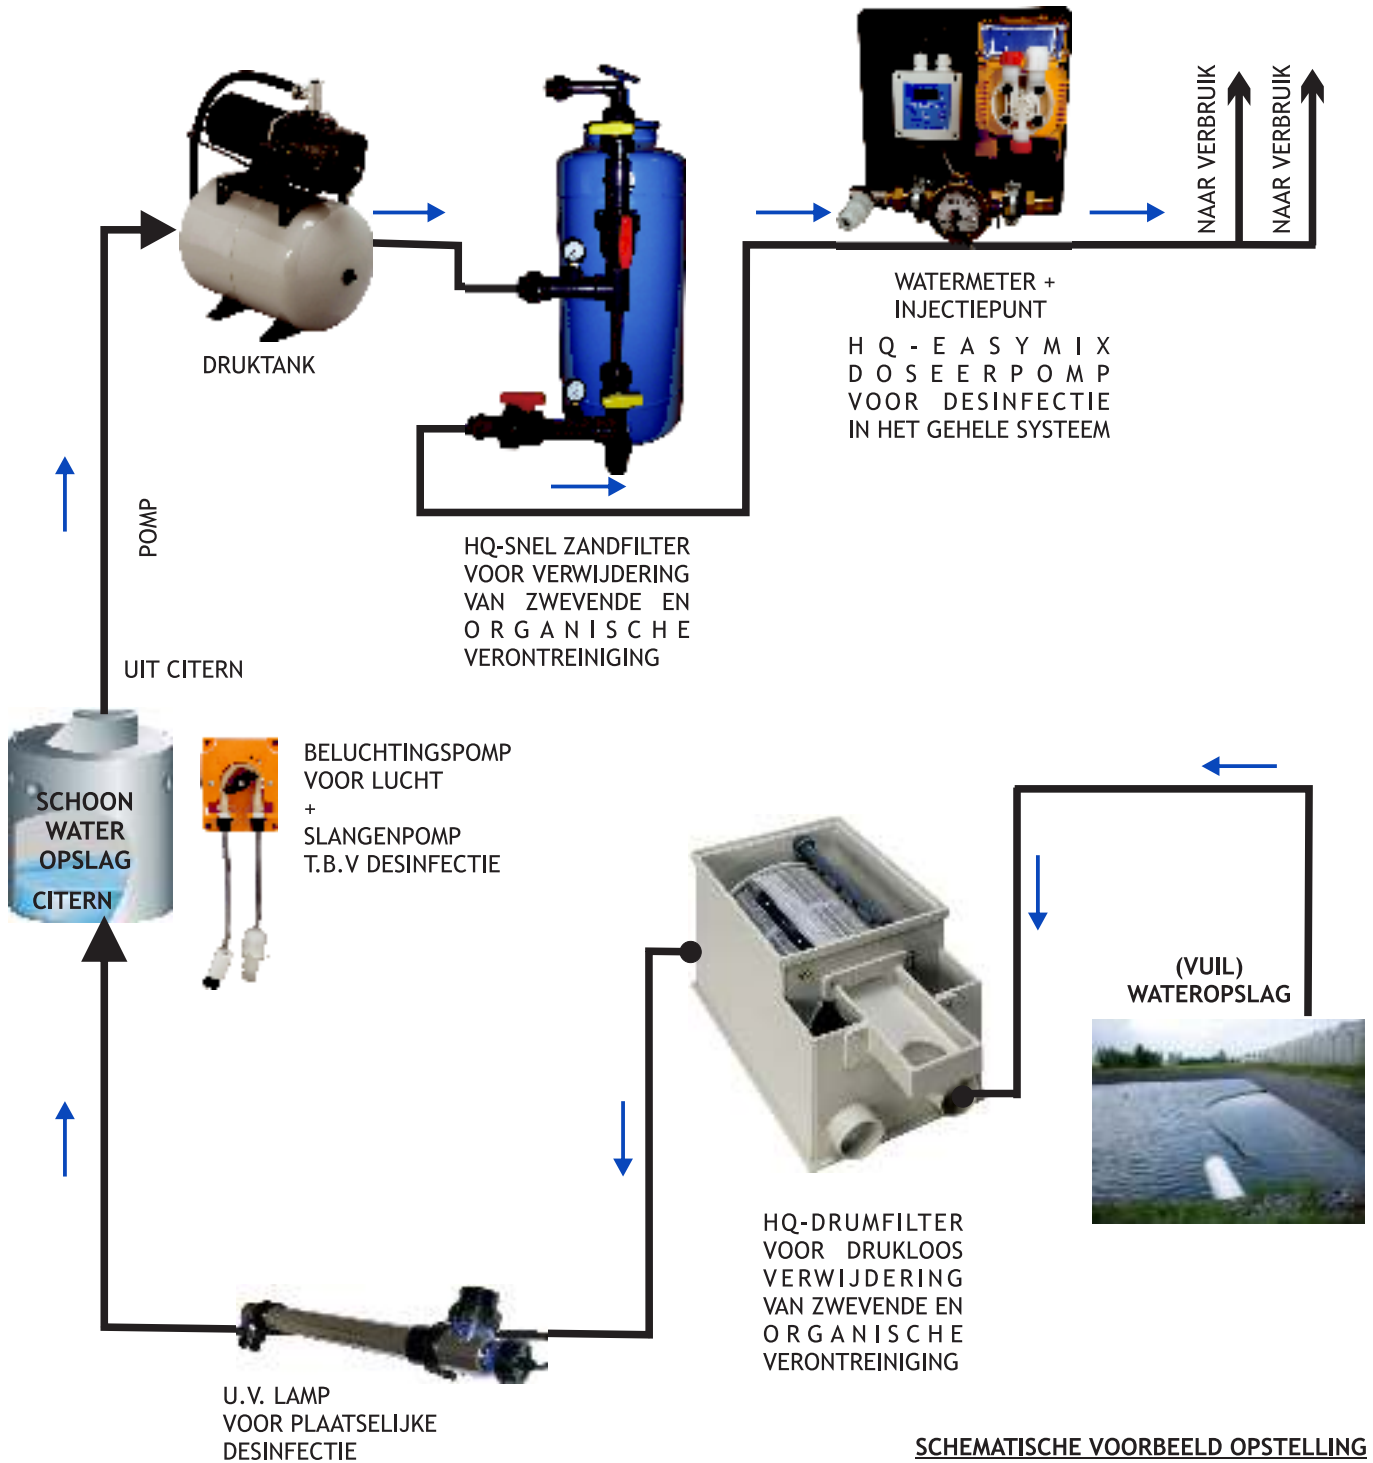 NAAR VERBRUIK
NAAR VERBRUIK
WATERMETER +
INJECTIEPUNT
HQ-EASYMIX
DOSEERPOMP
VOOR DESINFECTIE
IN HET GEHELE SYSTEEM
DRUKTANK
POMP
HQ-SNEL ZANDFILTER
VOOR VERWIJDERING
VAN ZWEVENDE EN
ORGANISCHE
VERONTREINIGING
UIT CITERN
SCHOON
WATER
OPSLAG
CITERN
BELUCHTINGSPOMP
VOOR LUCHT
+
SLANGENPOMP
T.B.V DESINFECTIE
(VUIL)
WATEROPSLAG
HQ-DRUMFILTER
VOOR DRUKLOOS
VERWIJDERING
VAN ZWEVENDE EN
ORGANISCHE
VERONTREINIGING
U.V. LAMP
VOOR PLAATSELIJKE
DESINFECTIE
SCHEMATISCHE VOORBEELD OPSTELLING